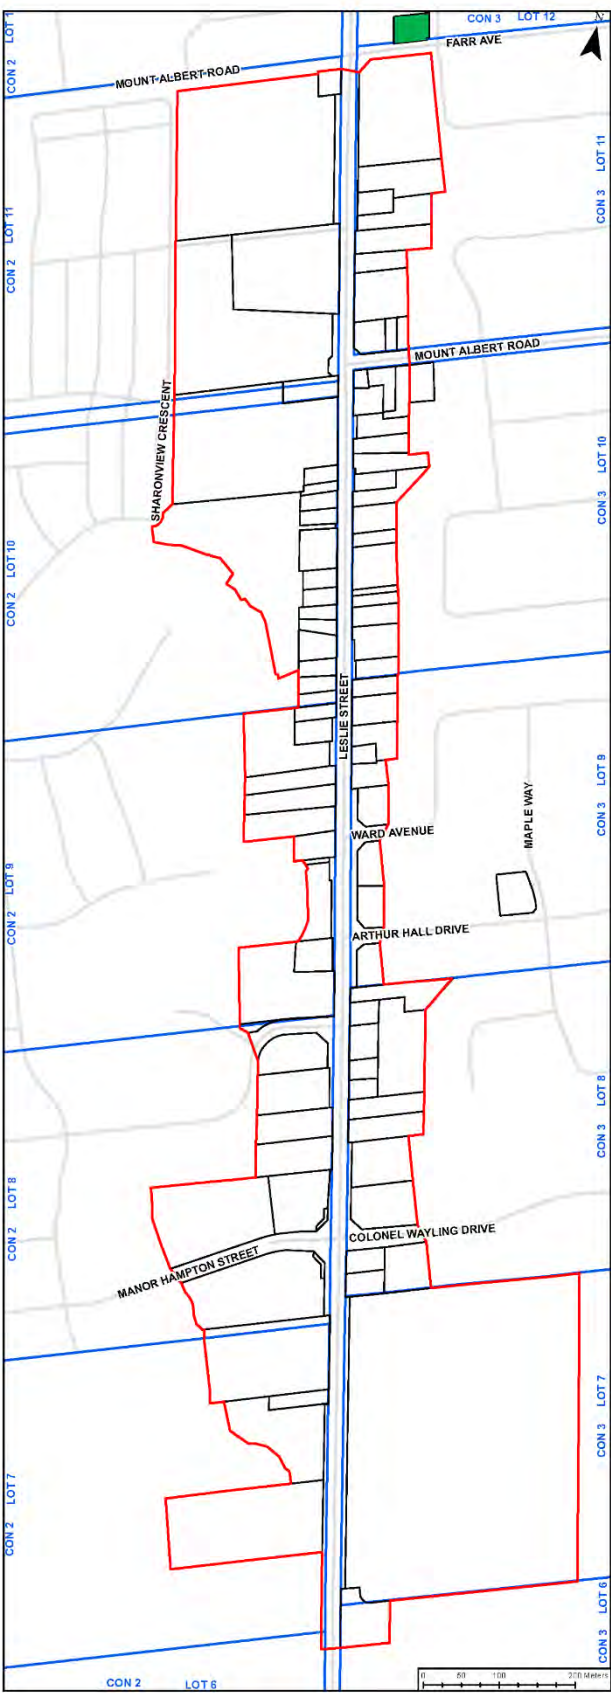 CON 3 LOT 12
N
LOT 1
CON 2
FARR AVE
MOUNT ALBERT ROAD
LOT 11
CON 3
LOT 11
CON 2
MOUNT ALBERT ROAD
SHARONVIEW CRESCENT
LOT 10
CON 3
LOT 10
CON 2
LESLIE STREET
LOT 9
CON 3
MAPLE WAY
WARD AVENUE
LOT 9
CON 2
ARTHUR HALL DRIVE
LOT 8
CON 3
LOT 8
CON 2
COLONEL WAYLING DRIVE
MANOR HAMPTON STREET
LOT 7
CON 3
LOT 7
CON 2
LOT 6
CON 3
CON 2 LOT 6
0 50 100 200 Meters